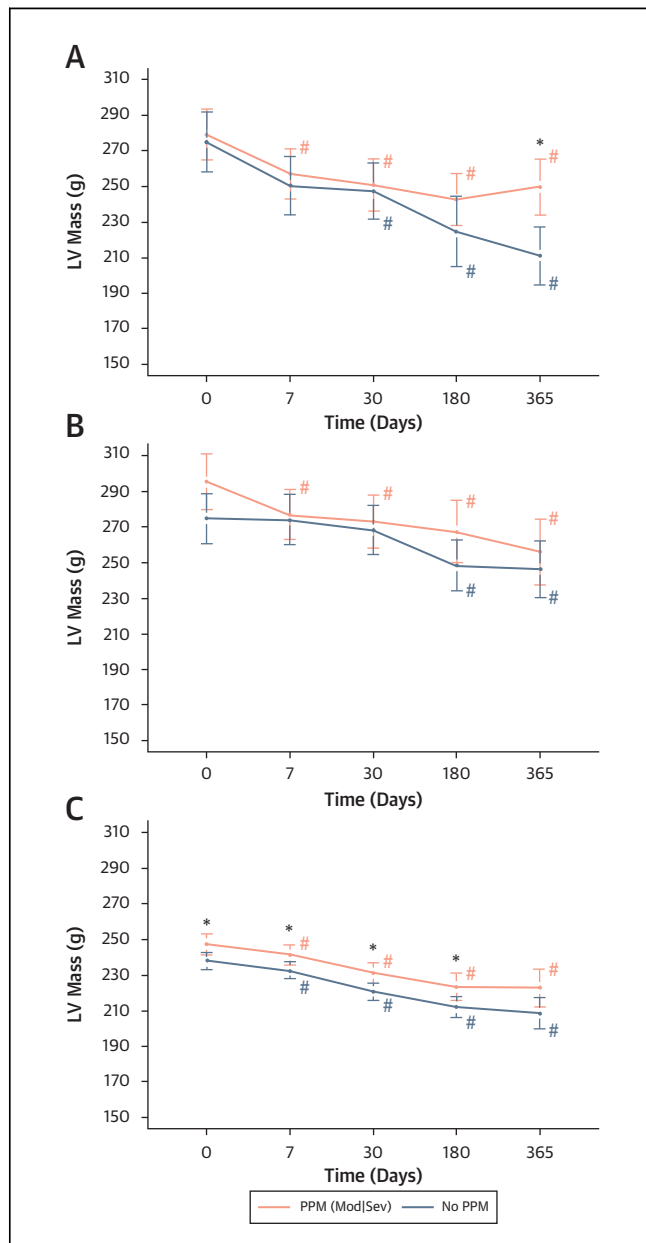 A
310
290
270
250
230
210
190
170
150
LV Mass (g)
# # # * #
# # #
0 7 30 180 365
Time (Days)
B
310
290
270
250
230
210
190
170
150
LV Mass (g)
# # # #
# #
0 7 30 180 365
Time (Days)
C
310
290
270
250
230
210
190
170
150
LV Mass (g)
* * * *
# # # #
# # # #
0 7 30 180 365
Time (Days)
PPM (Mod|Sev) No PPM